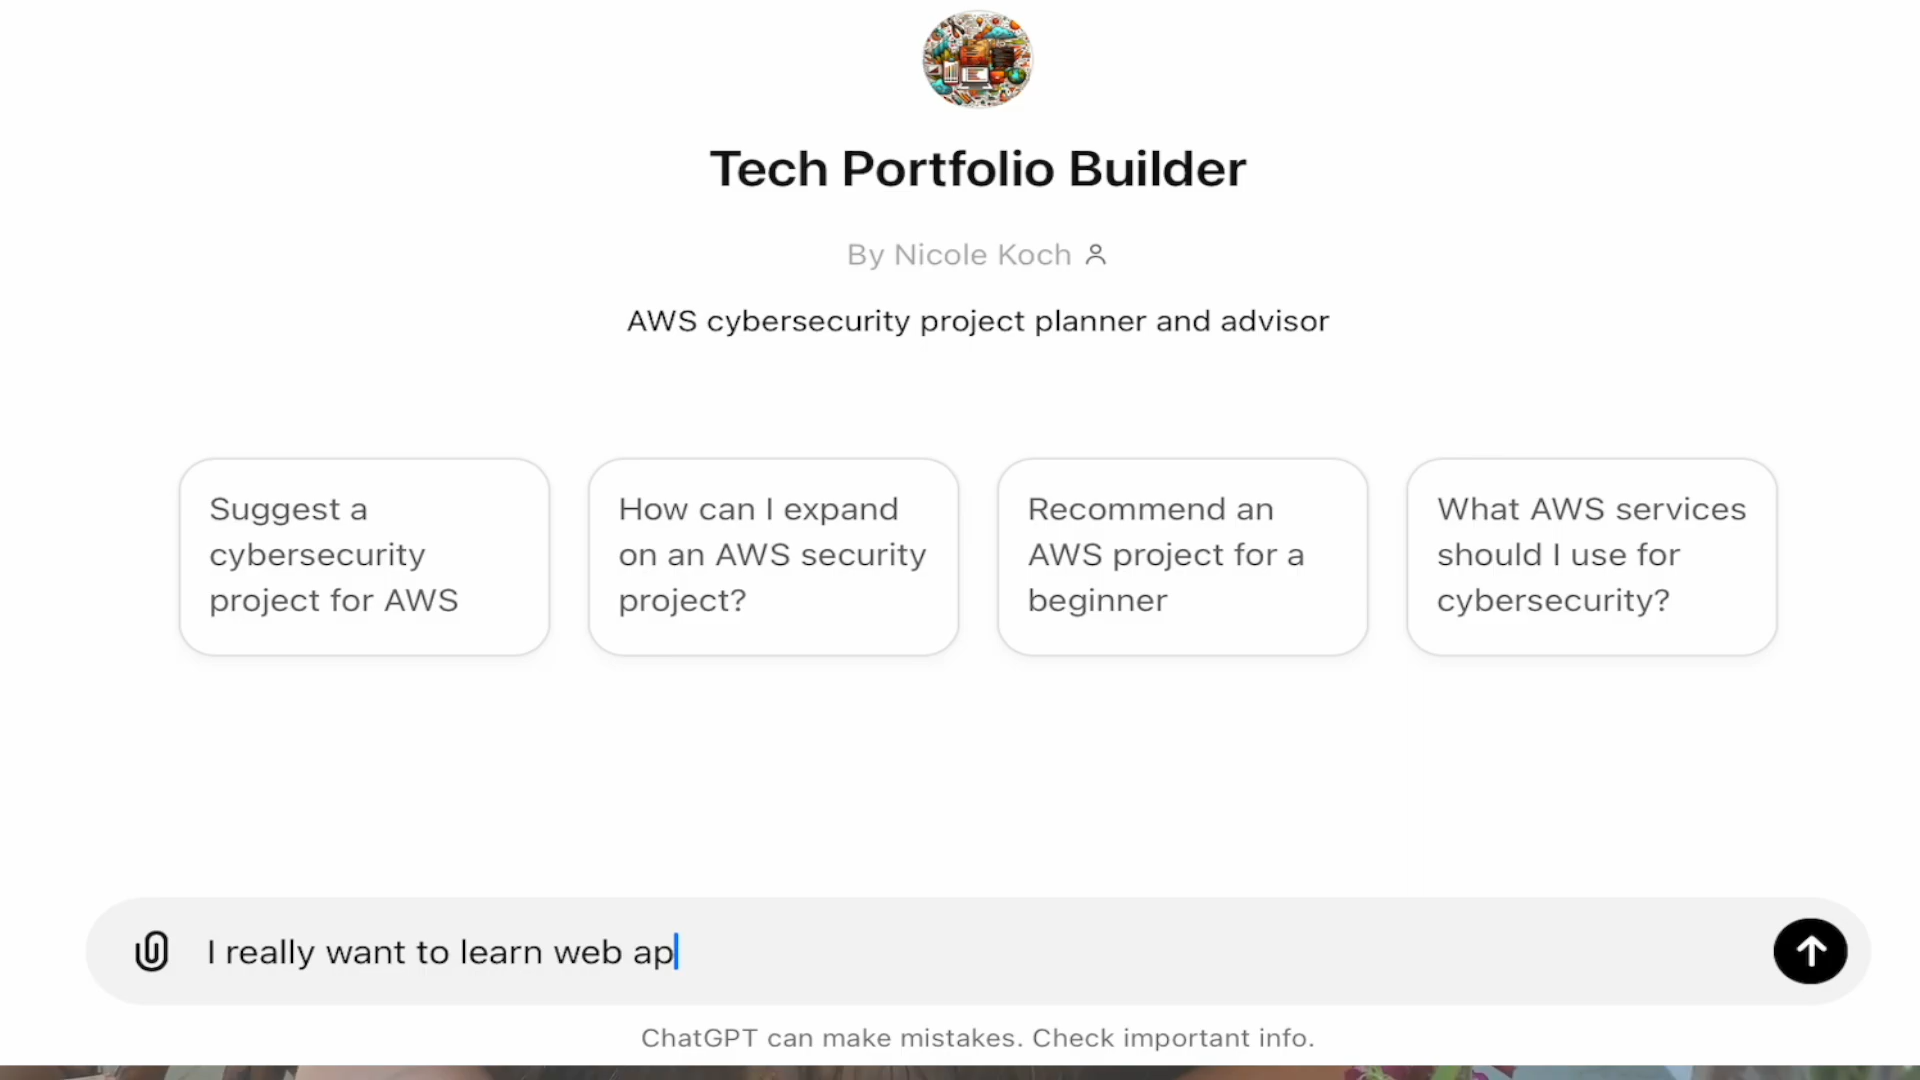 Tech Portfolio Builder
By Nicole Koch
AWS cybersecurity project planner and advisor
Suggest a
cybersecurity
project for AWS
How can I expand
on an AWS security
project?
Recommend an
AWS project for a
beginner
What AWS services
should I use for
cybersecurity?
I really want to learn web ap
ChatGPT can make mistakes. Check important info.